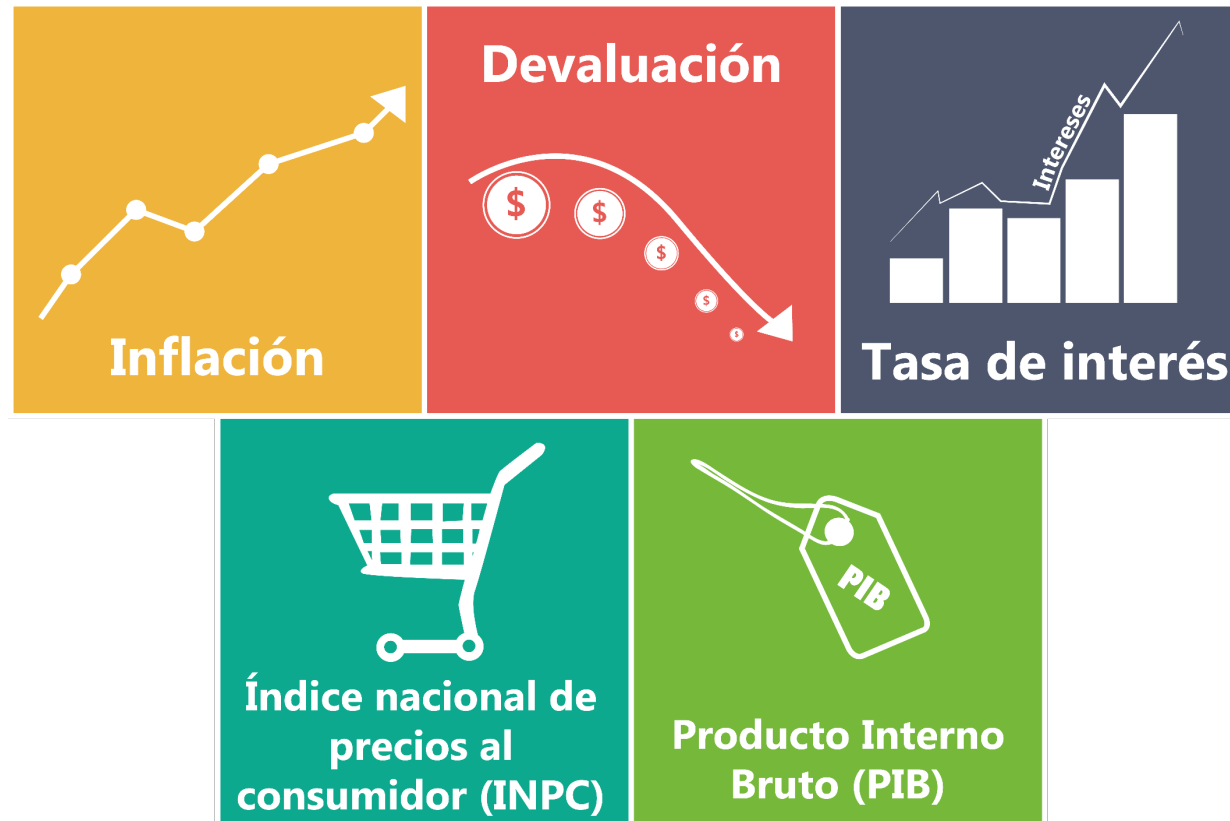 Inflación
Devaluación
$
$
$
$
$
Intereses
Tasa de interés
Índice nacional de
precios al
consumidor (INPC)
PIB
Producto Interno
Bruto (PIB)